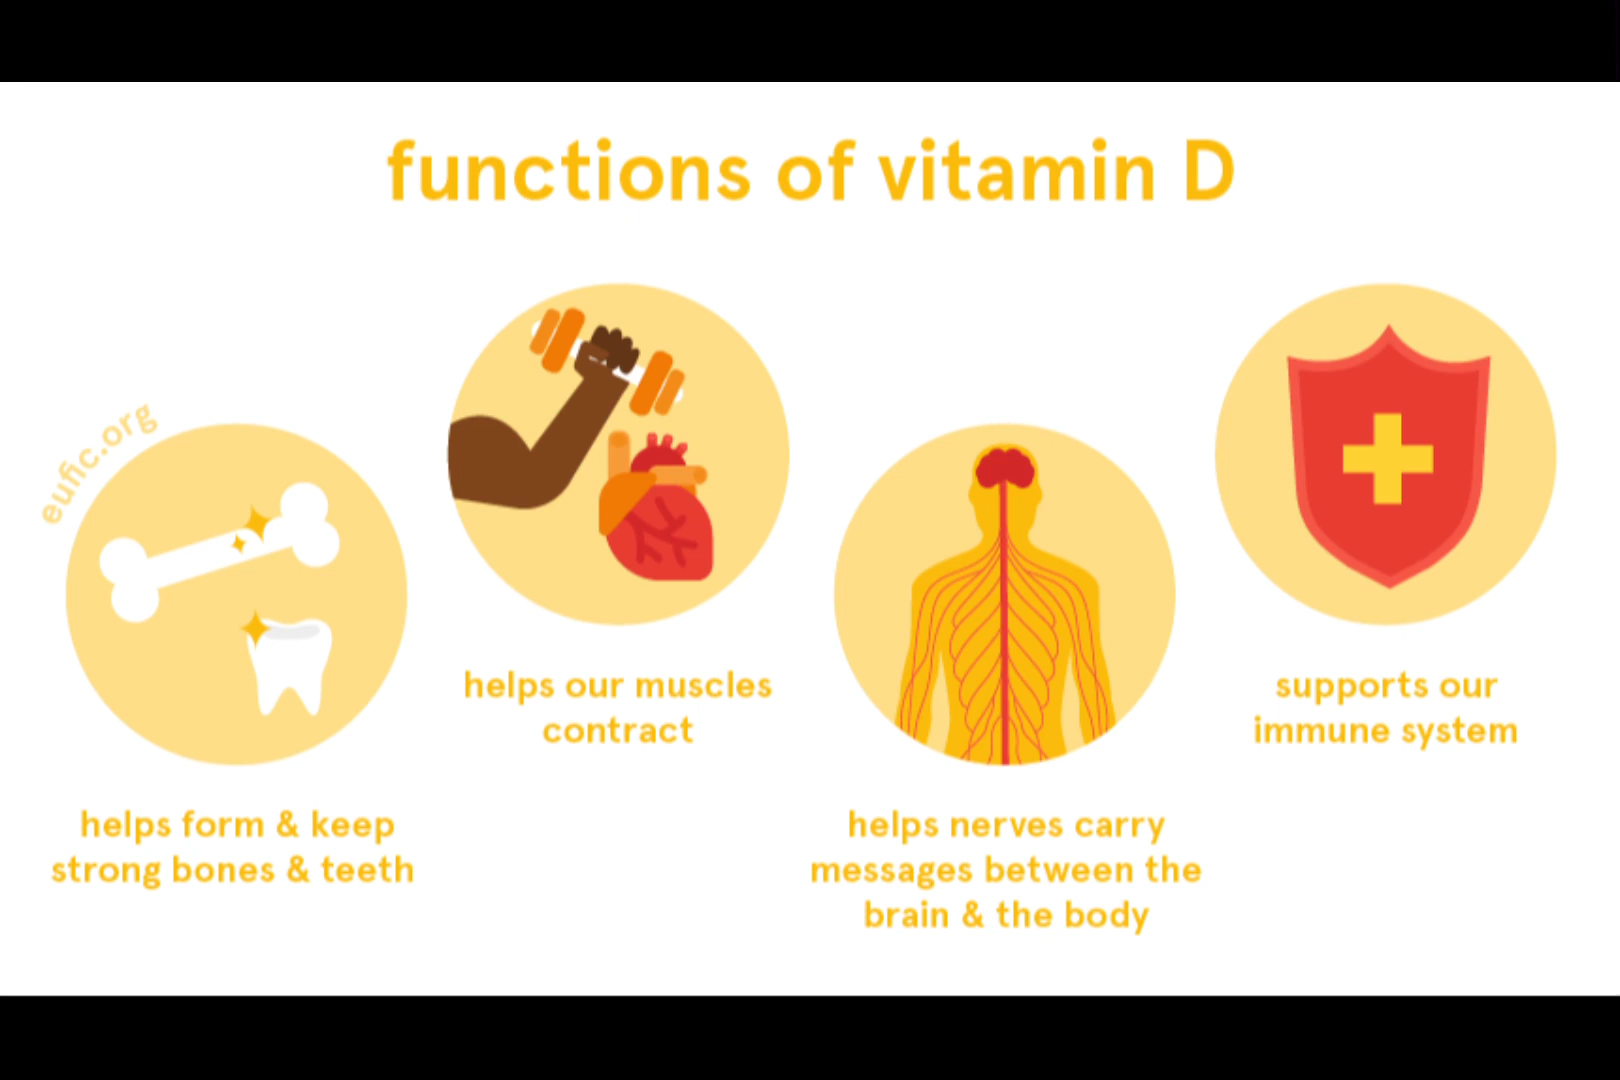 functions of vitamin D
eufic.org
helps form & keep
strong bones & teeth
helps our muscles
contract
helps nerves carry
messages between the
brain & the body
supports our
immune system